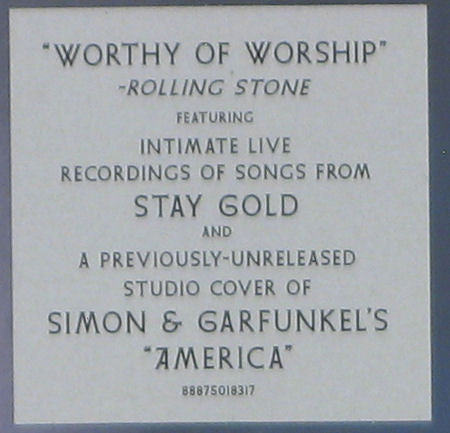 "WORTHY OF WORSHIP"
-ROLLING STONE
FEATURING
INTIMATE LIVE
RECORDINGS OF SONGS FROM
STAY GOLD
AND
A PREVIOUSLY-UNRELEASED
STUDIO COVER OF
SIMON & GARFUNKEL'S
"AMERICA"
88875018317